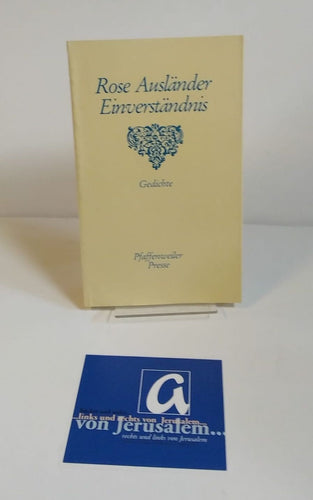 Rose Ausländer
Einverständnis
Gedichte
Pfaffenweiler
Presse
a
links und rechts von Jerusalem...
von Jerusalem...
rechts und links von Jerusalem